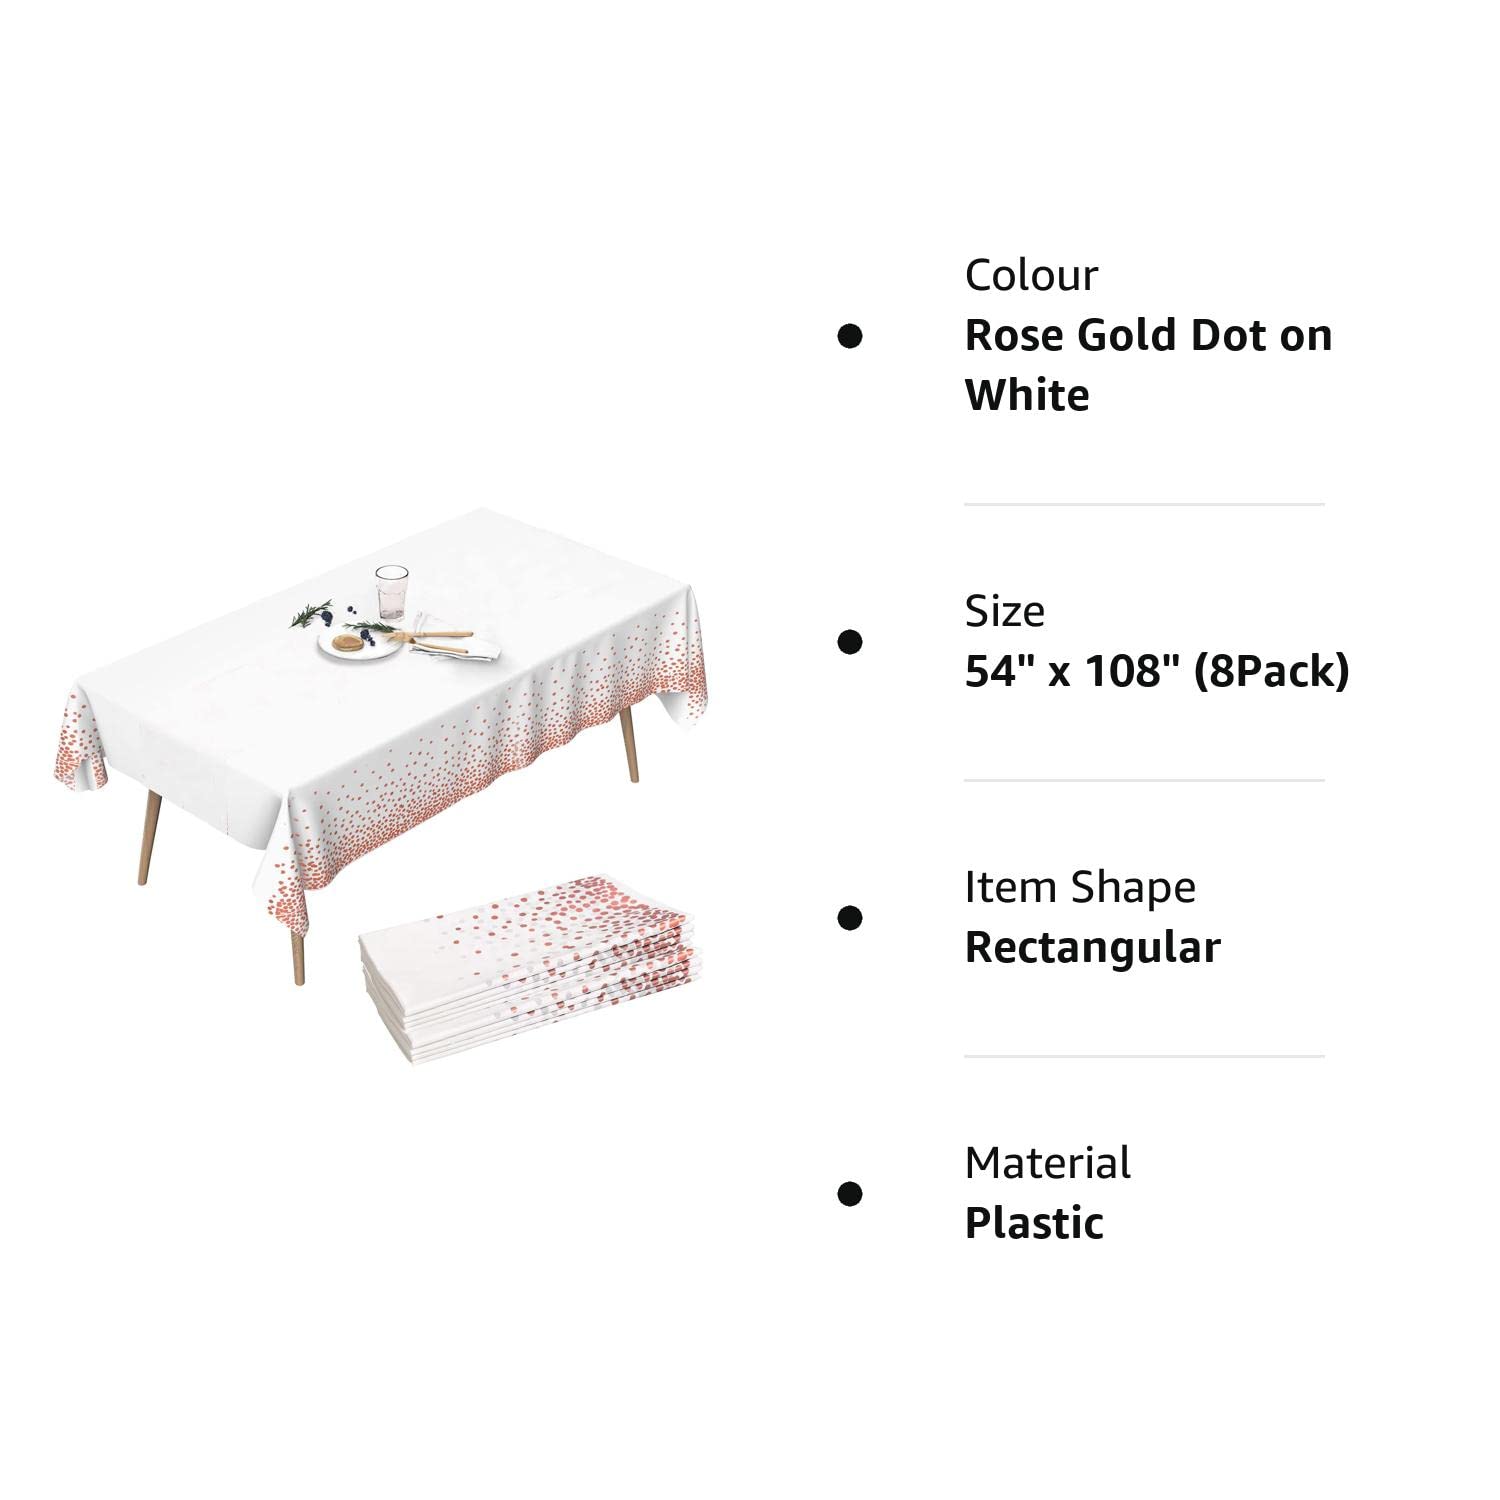 Colour
Rose Gold Dot on
White
Size
54" x 108" (8Pack)
Item Shape
Rectangular
Material
Plastic